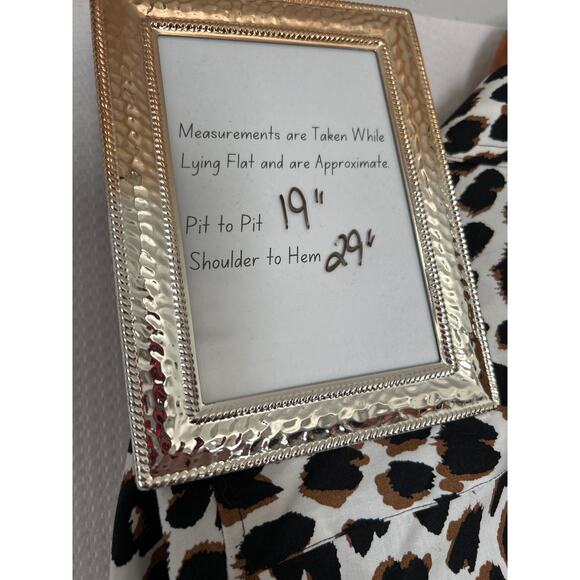 Measurements are Taken While
Lying Flat and are Approximate.
Pit to Pit 19"
Shoulder to Hem 29"